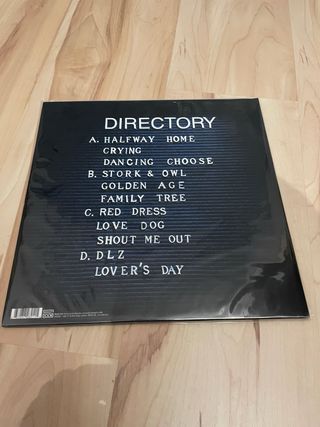 DIRECTORY
A. HALFWAY HOME
CRYING
DANCING CHOOSE
B. STORK & OWL
GOLDEN AGE
FAMILY TREE
C. RED DRESS
LOVE DOG
SHOUT ME OUT
D. DLZ
LOVER'S DAY